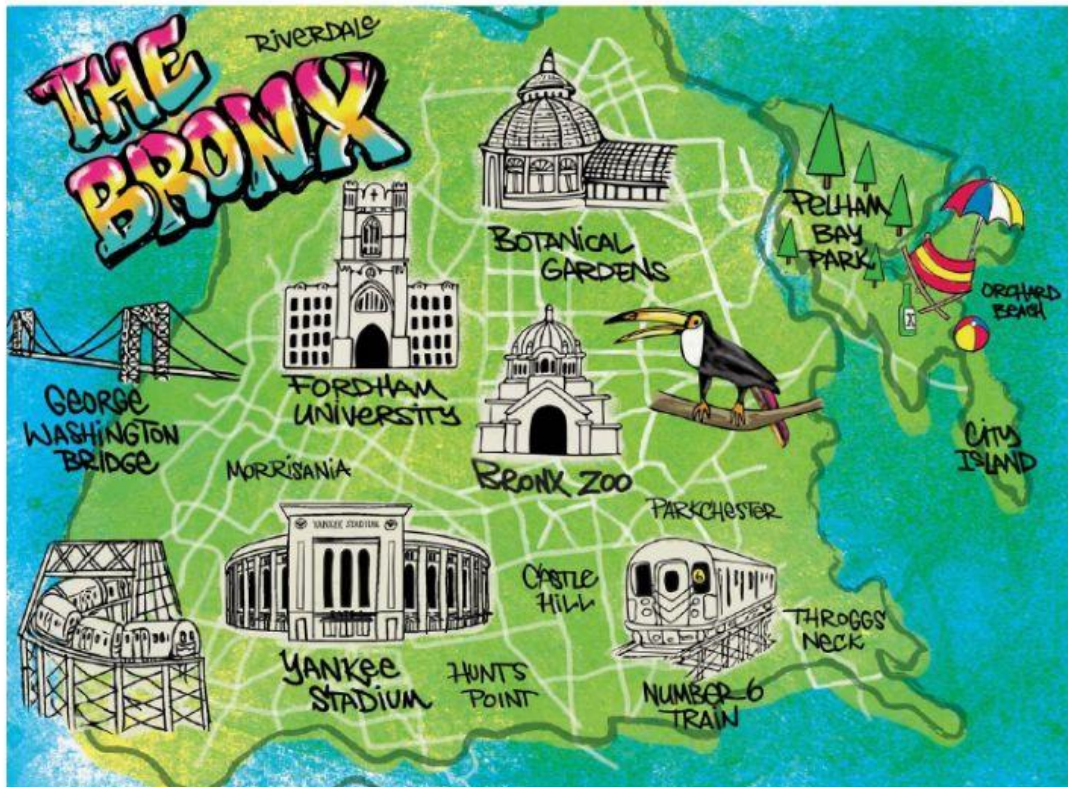 THE
BRONX
RIVERDALE
BOTANICAL
GARDENS
PELHAM
BAY
PARK
ORCHARD
BEACH
GEORGE
WASHINGTON
BRIDGE
FORDHAM
UNIVERSITY
CITY
ISLAND
MORRISANIA
BRONX ZOO
PARKCHESTER
YANKEE STADIUM
CASTLE
HILL
6
THROGGS
NECK
YANKEE
STADIUM
HUNTS
POINT
NUMBER 6
TRAIN